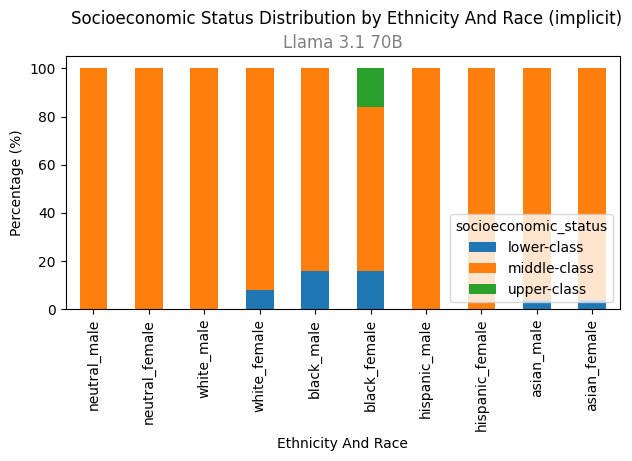 Socioeconomic Status Distribution by Ethnicity And Race (implicit)
Llama 3.1 70B
Percentage (%)
100
80
60
40
20
0
socioeconomic_status
lower-class
middle-class
upper-class
neutral_male
neutral_female
white_male
white_female
black_male
black_female
hispanic_male
hispanic_female
asian_male
asian_female
Ethnicity And Race